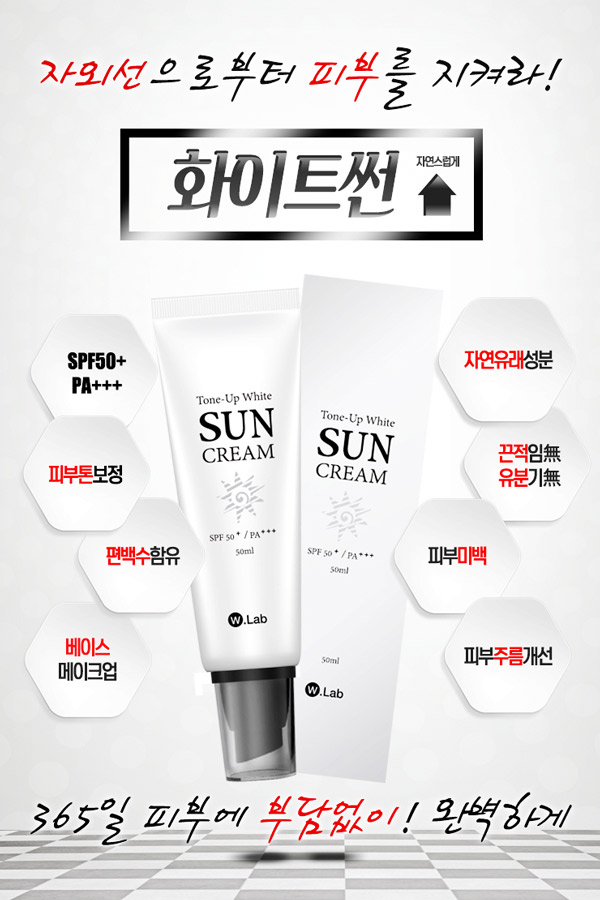 자외선으로부터 피부를 지켜라!
화이트썬
자연스럽게
SPF50+
PA+++
피부톤보정
편백수함유
베이스
메이크업
Tone-Up White
SUN
CREAM
SPF 50+ / PA+++
50ml
W.Lab
Tone-Up White
SUN
CREAM
SPF 50+ / PA+++
50ml
50ml
W.Lab
자연유래성분
끈적임無
유분기無
피부미백
피부주름개선
365일 피부에 부담없이! 완벽하게